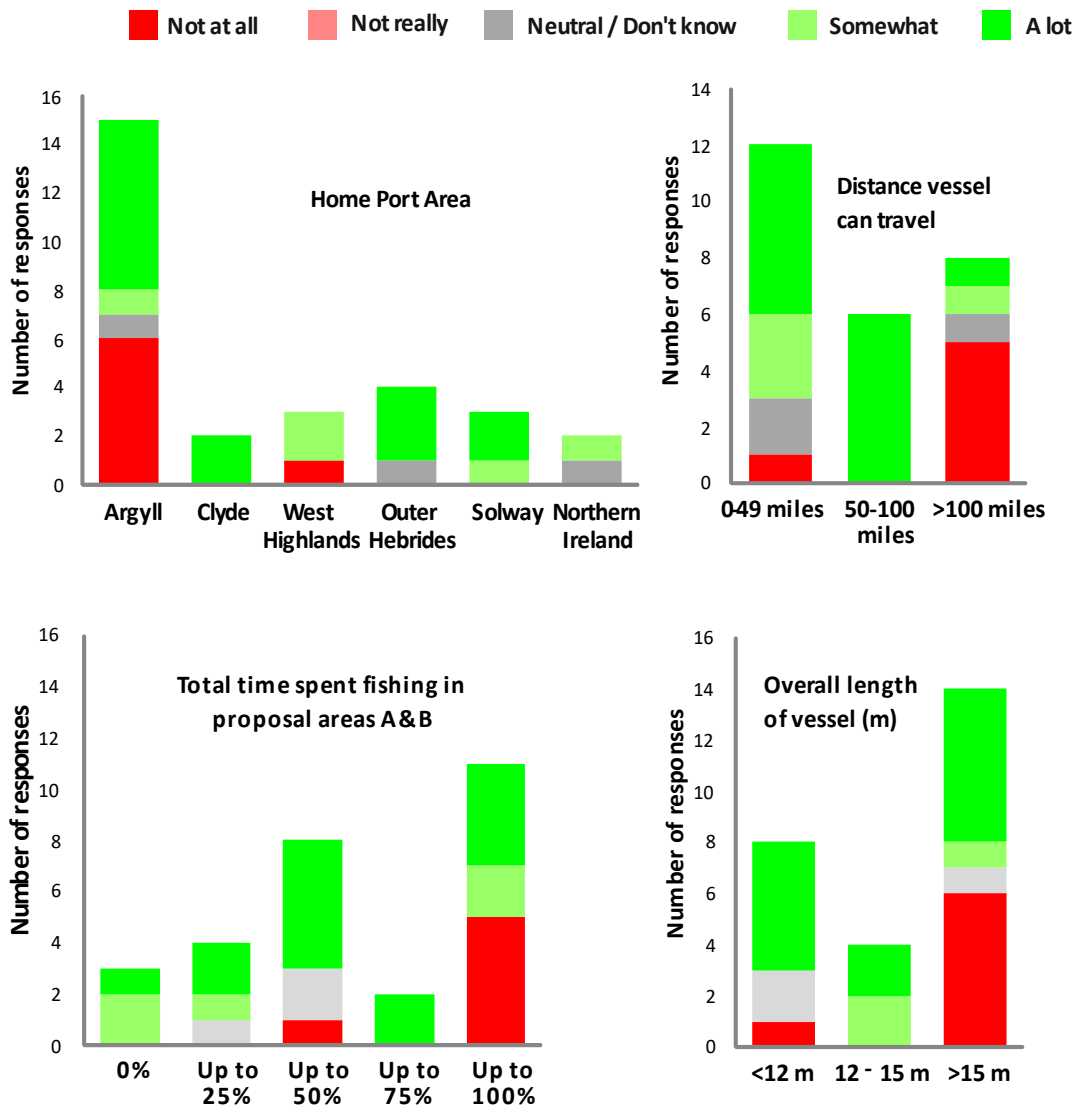 Not at all Not really Neutral / Don't know Somewhat A lot
Number of responses
16
14
12
10
8
6
4
2
0
Home Port Area
Argyll Clyde West Outer Solway Northern
Highlands Hebrides Ireland
Number of responses
14
12
10
8
6
4
2
0
Distance vessel
can travel
0-49 miles 50-100 >100 miles
miles
Number of responses
16
14
12
10
8
6
4
2
0
Total time spent fishing in
proposal areas A&B
0% Up to Up to Up to Up to
25% 50% 75% 100%
Number of responses
16
14
12
10
8
6
4
2
0
Overall length
of vessel (m)
<12 m 12 - 15 m >15 m